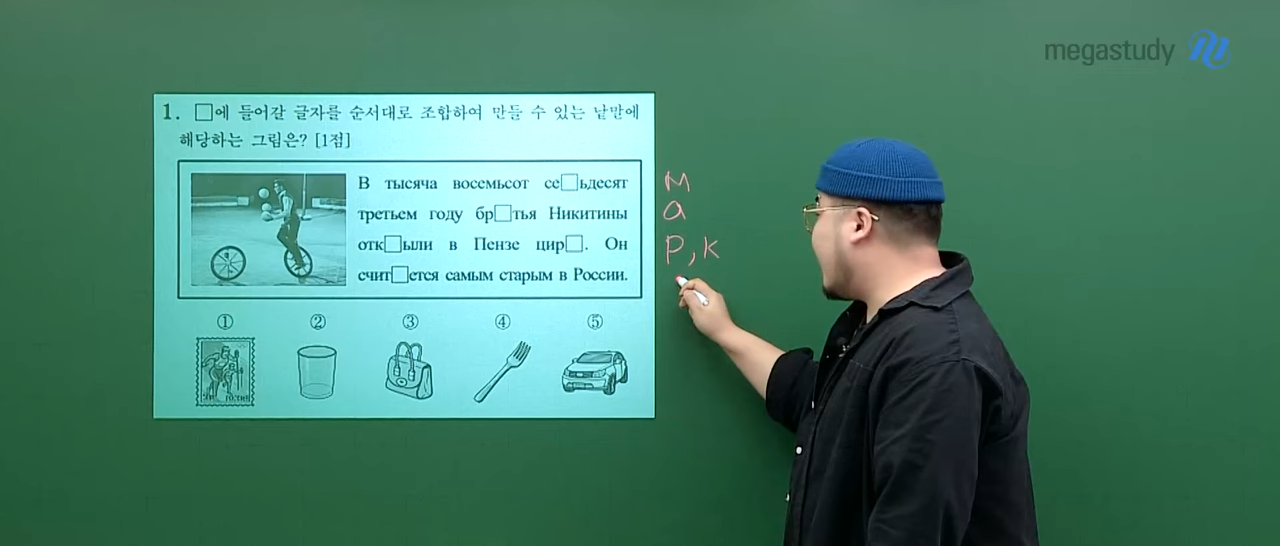 megastudy
1. □에 들어갈 글자를 순서대로 조합하여 만들 수 있는 낱말에
해당하는 그림은? [1점]
В тысяча восемьсот се□ьдесят
третьем году бр□тья Никитины
отк□ыли в Пензе цир□. Он
счит□ется самым старым в России.
м
а
р, к
① ② ③ ④ ⑤